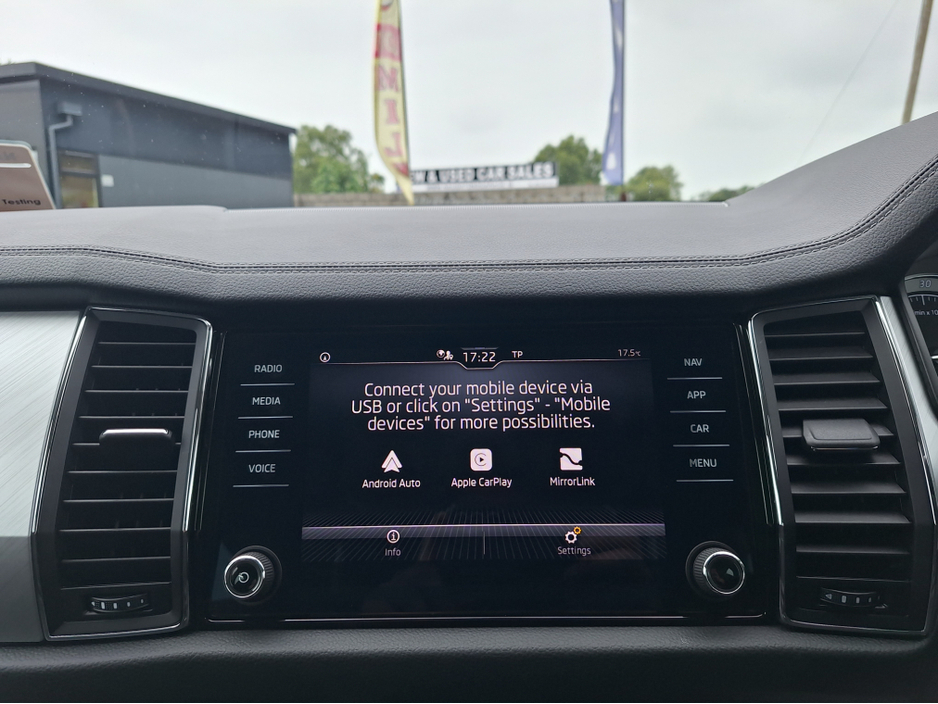 Testing
& USED CAR SALES
30
RADIO
MEDIA
PHONE
VOICE
17:22
TP
17.5°C
Connect your mobile device via
USB or click on "Settings" - "Mobile
devices" for more possibilities.
Android Auto
Apple CarPlay
MirrorLink
Info
Settings
NAV
APP
CAR
MENU